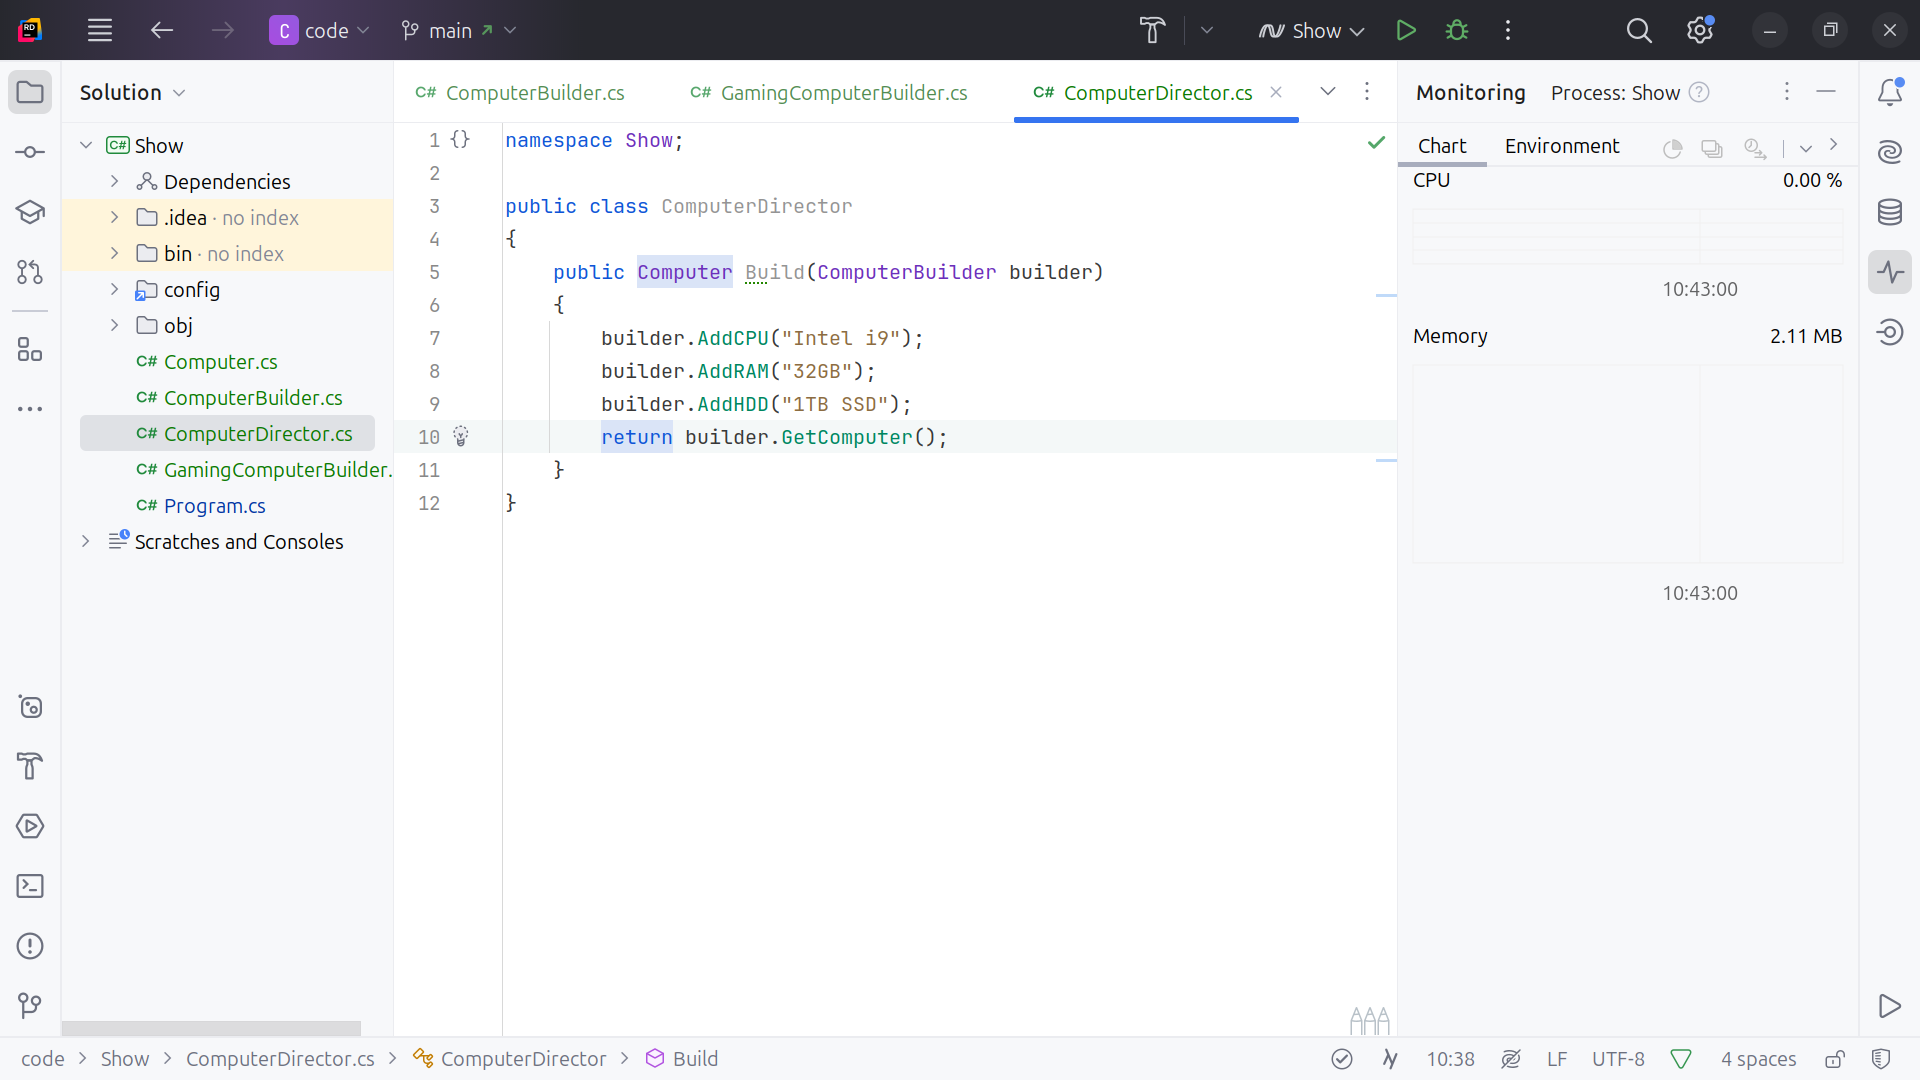 RD
C code
main
Show
Solution
Show
Dependencies
.idea · no index
bin · no index
config
obj
C# Computer.cs
C# ComputerBuilder.cs
C# ComputerDirector.cs
C# GamingComputerBuilder.
C# Program.cs
Scratches and Consoles
C# ComputerBuilder.cs
C# GamingComputerBuilder.cs
C# ComputerDirector.cs
1 {} namespace Show;
2
3 public class ComputerDirector
4 {
5 public Computer Build(ComputerBuilder builder)
6 {
7 builder.AddCPU("Intel i9");
8 builder.AddRAM("32GB");
9 builder.AddHDD("1TB SSD");
10 return builder.GetComputer();
11 }
12 }
Monitoring Process: Show ?
Chart Environment
CPU 0.00 %
10:43:00
Memory 2.11 MB
10:43:00
code > Show > ComputerDirector.cs > ComputerDirector > Build
10:38 LF UTF-8 4 spaces